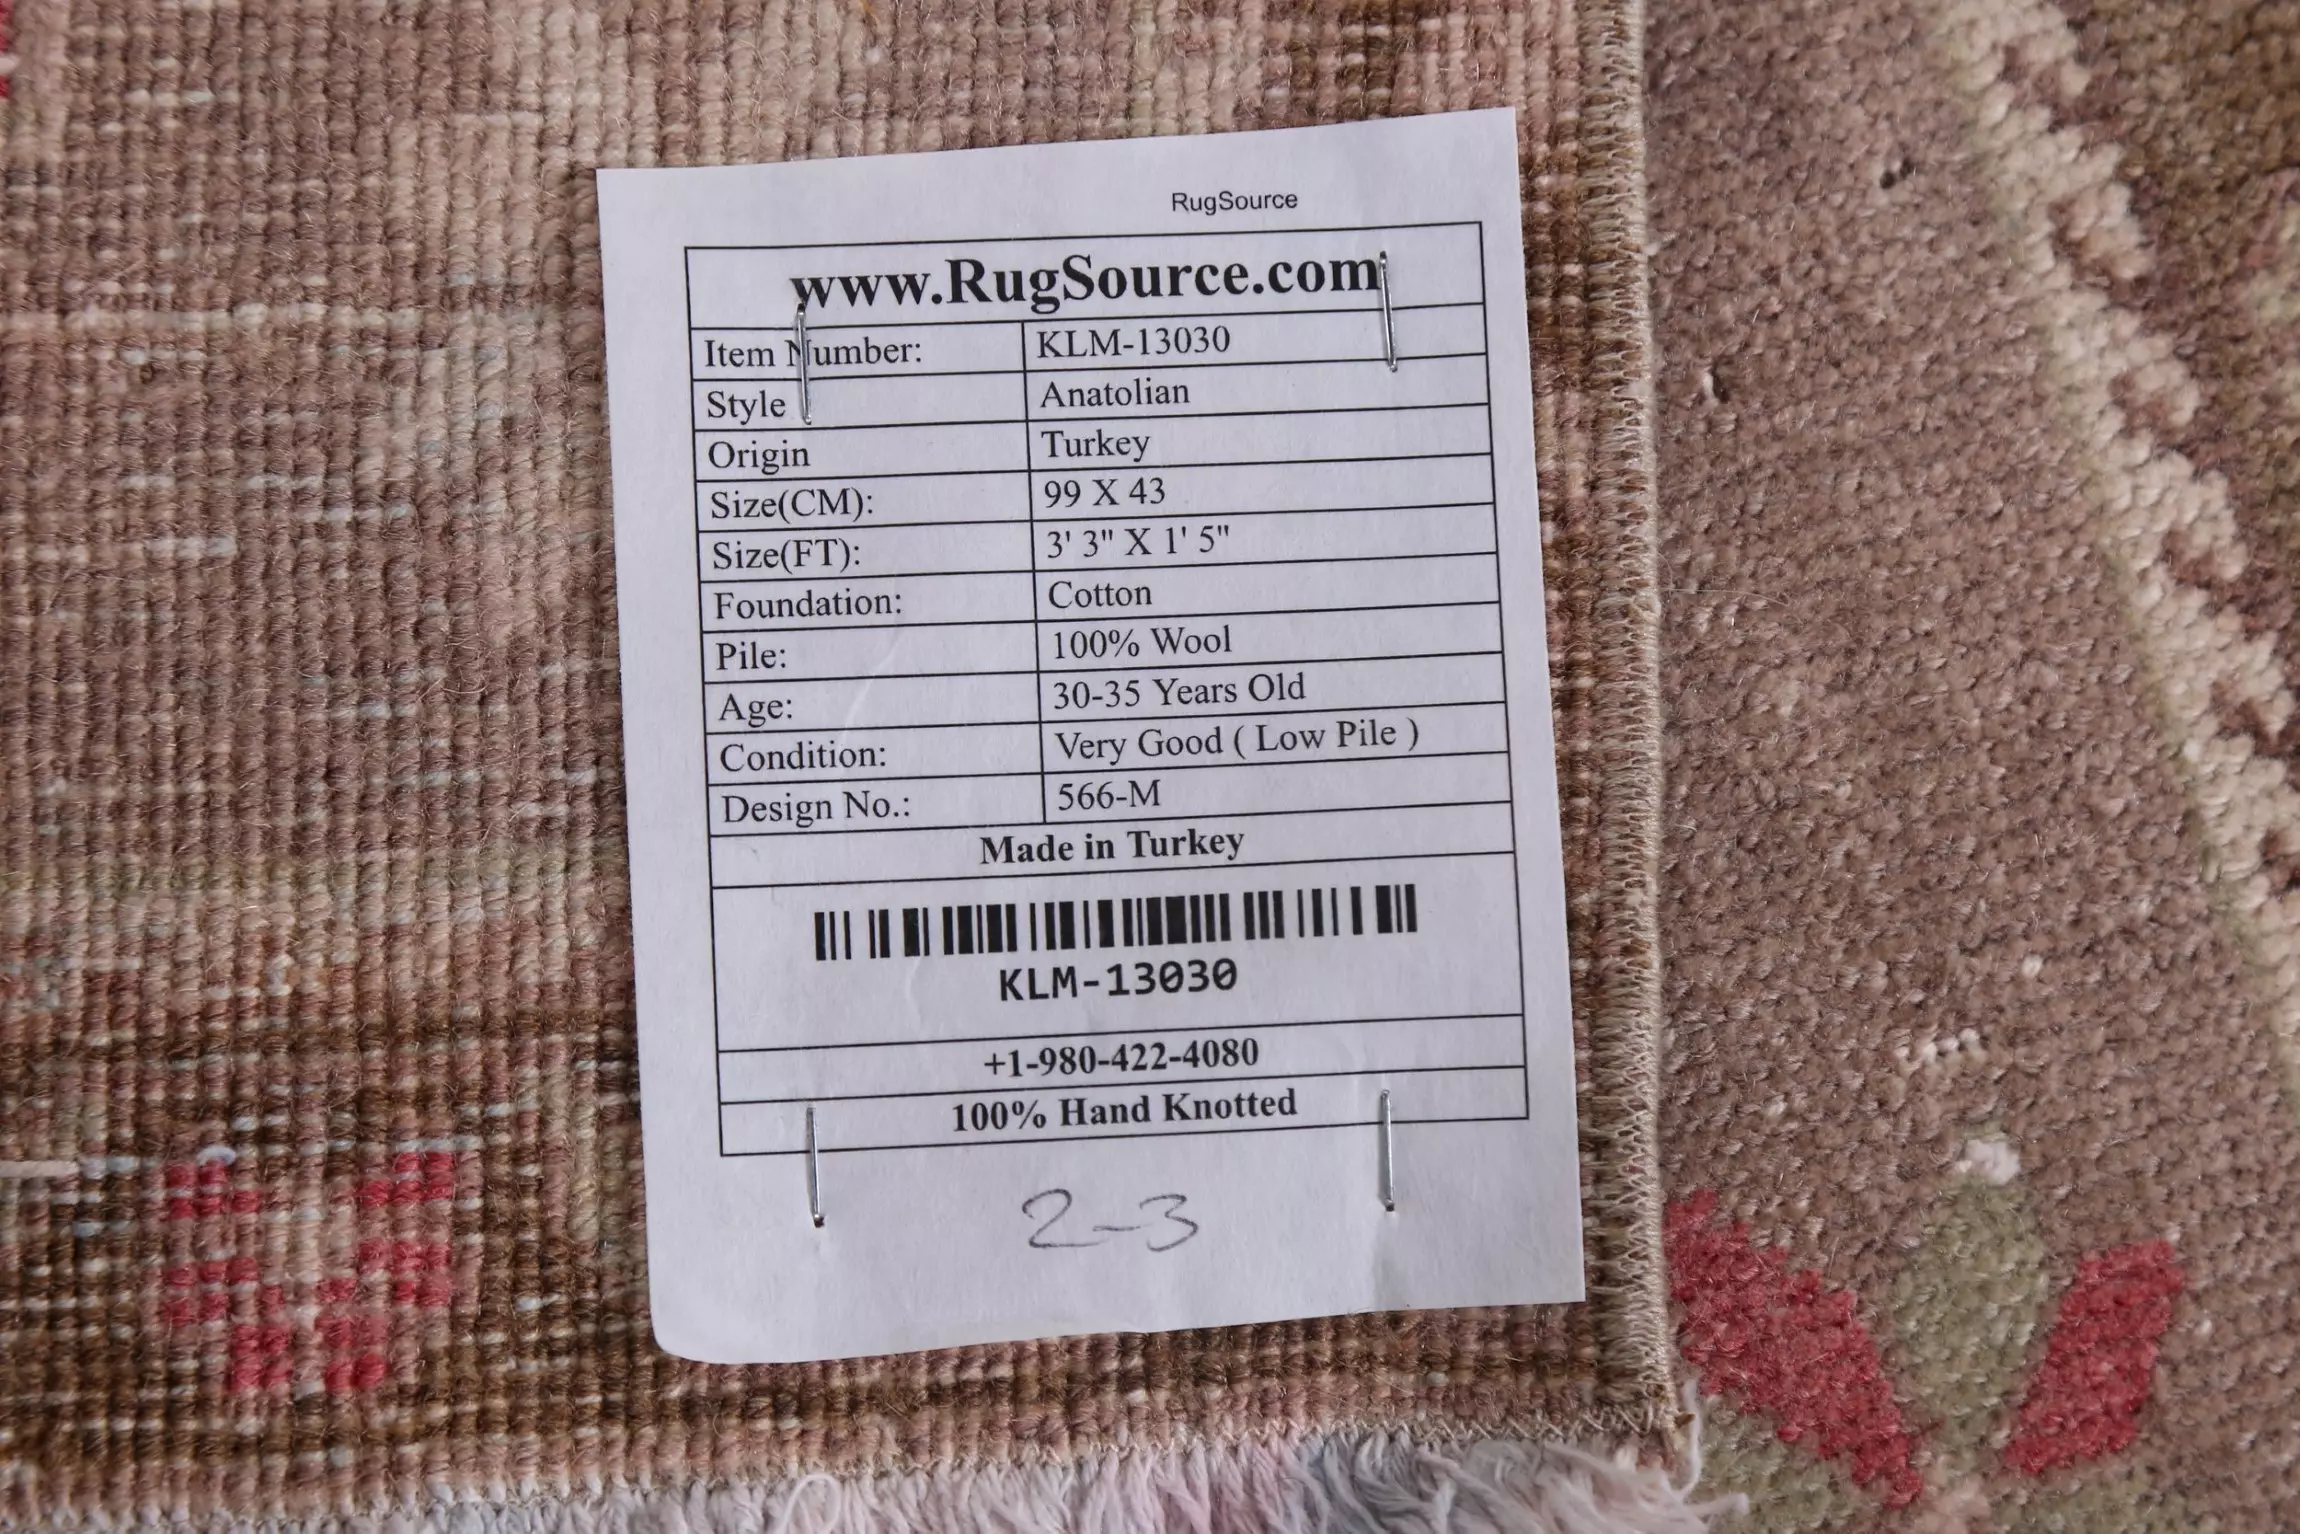 RugSource
www.RugSource.com
Item Number: KLM-13030
Style Anatolian
Origin Turkey
Size(CM): 99 X 43
Size(FT): 3' 3" X 1' 5"
Foundation: Cotton
Pile: 100% Wool
Age: 30-35 Years Old
Condition: Very Good ( Low Pile )
Design No.: 566-M
Made in Turkey
KLM-13030
+1-980-422-4080
100% Hand Knotted
2-3